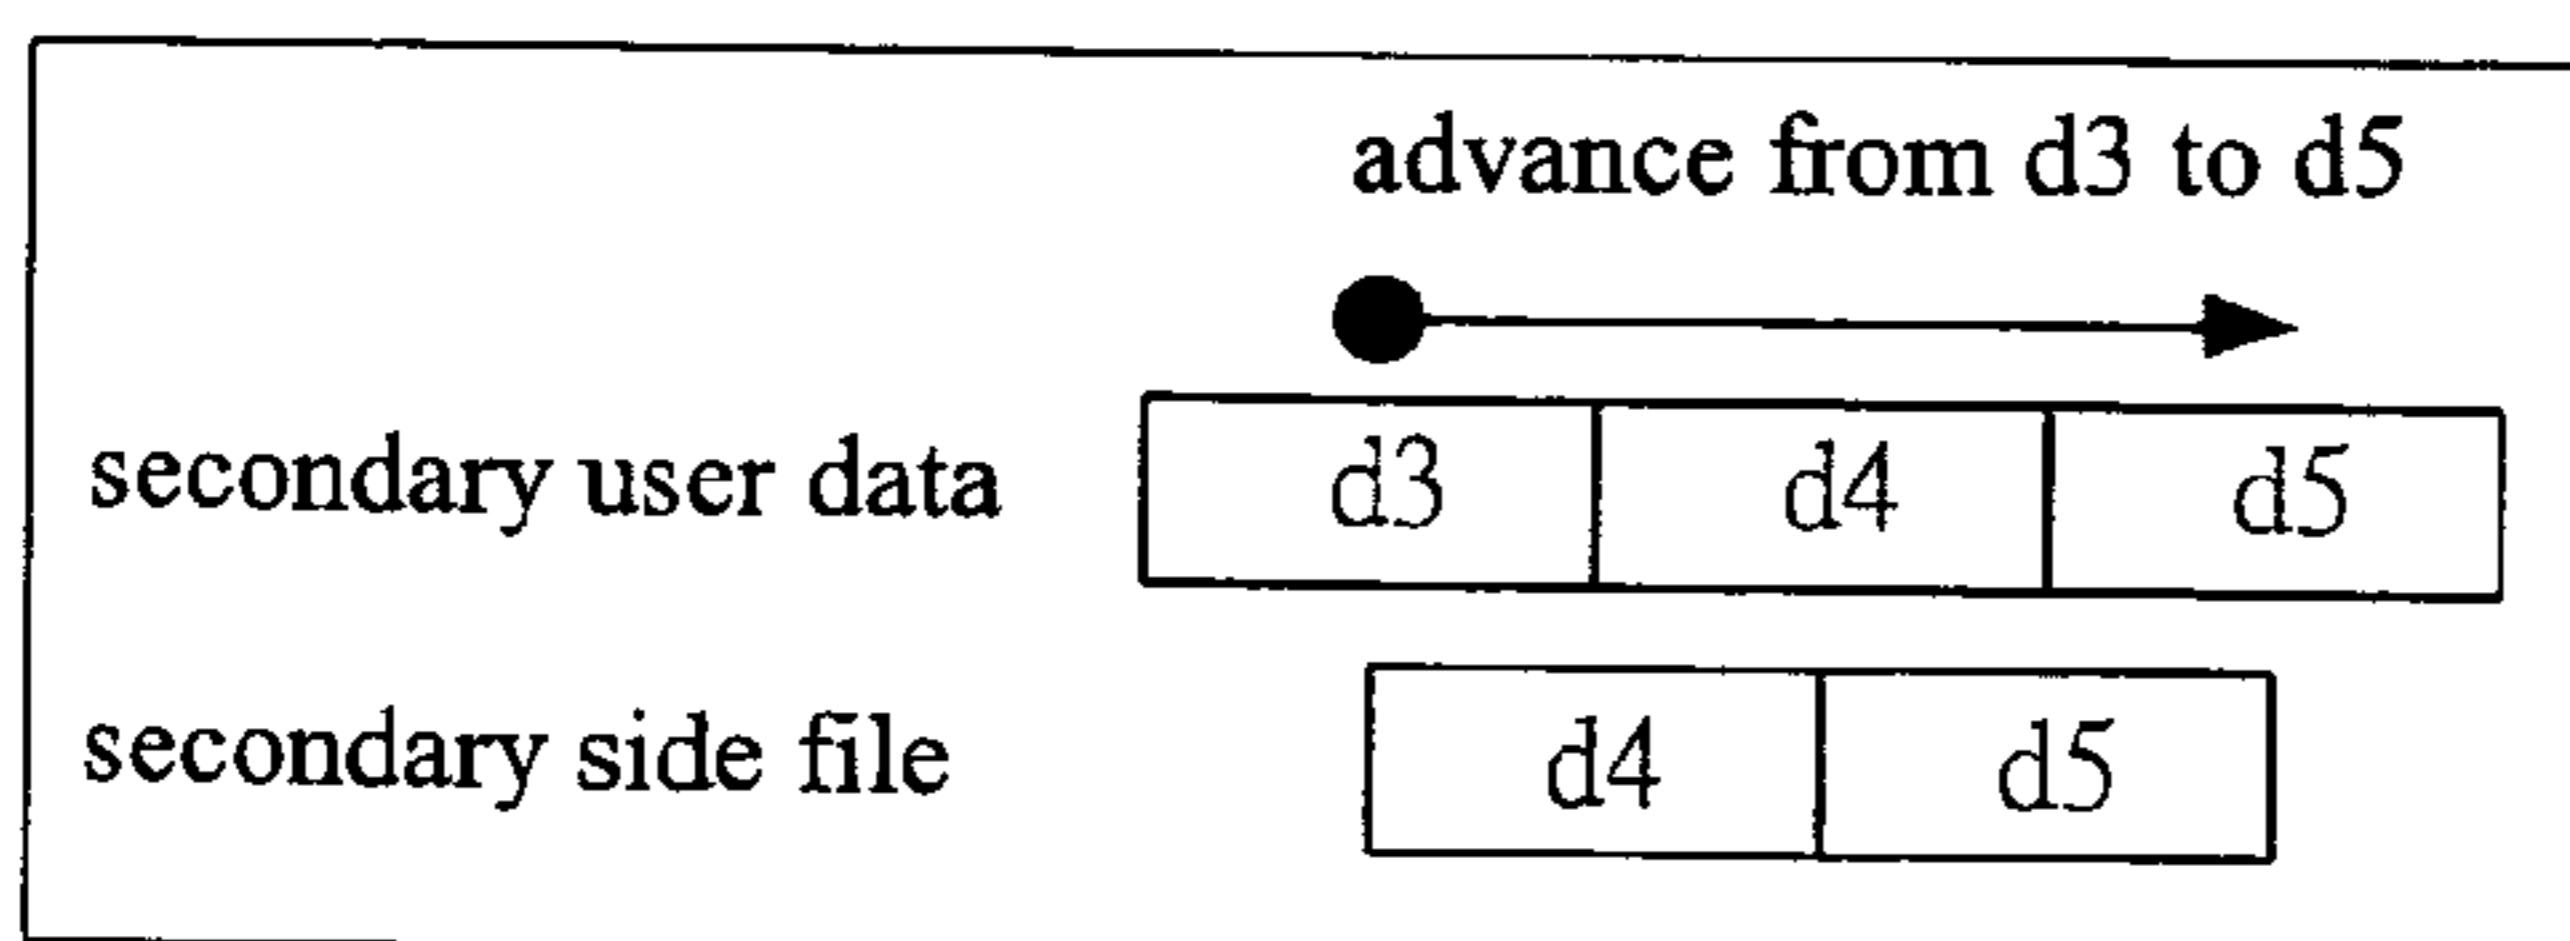 advance from d3 to d5
secondary user data d3 d4 d5
secondary side file d4 d5